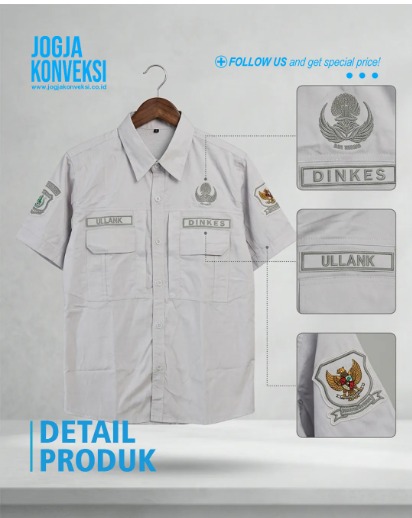 JOGJA
KONVEKSI
www.jogjakonveksi.co.id
FOLLOW US and get special price!
DINKES
ULLANK
DINKES
ULLANK
DETAIL
PRODUK